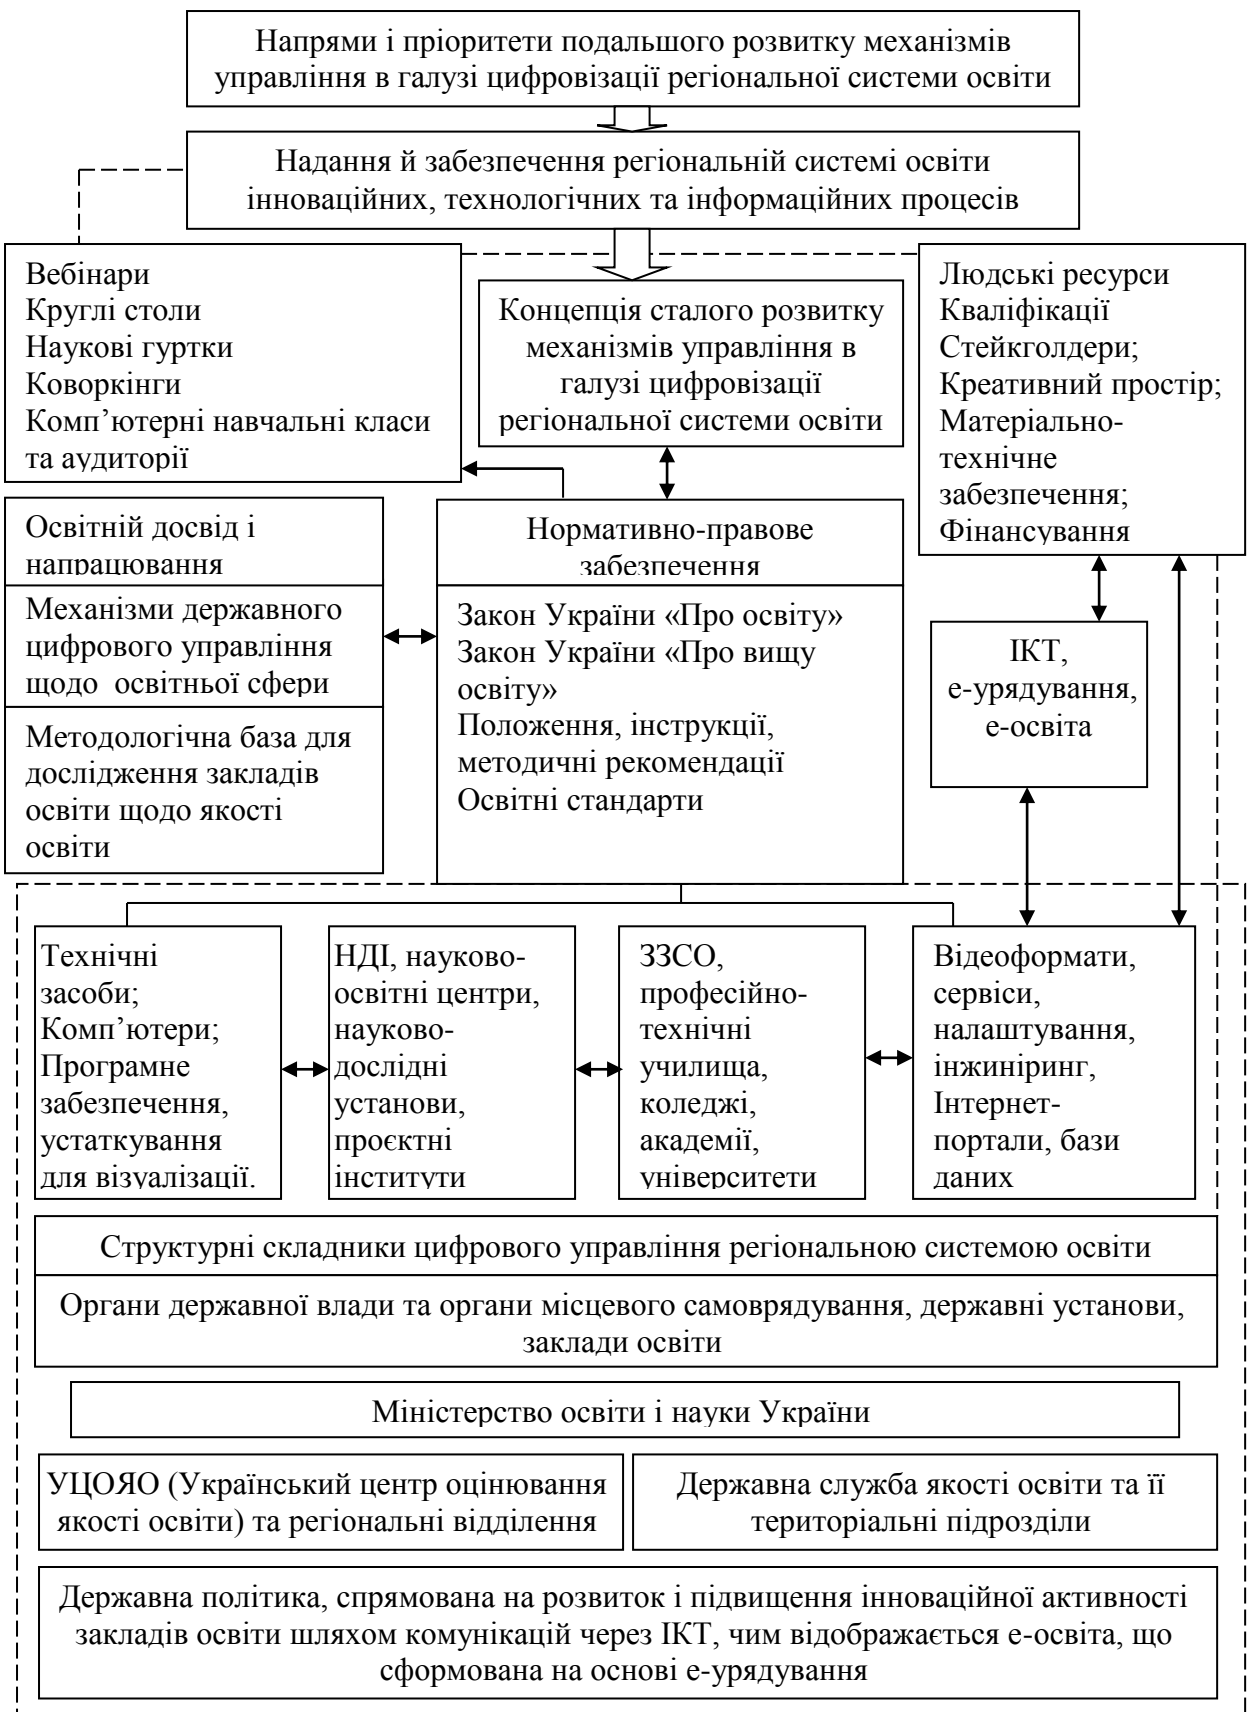 Напрями і пріоритети подальшого розвитку механізмів
управління в галузі цифровізації регіональної системи освіти
Надання й забезпечення регіональній системі освіти
інноваційних, технологічних та інформаційних процесів
Вебінари
Круглі столи
Наукові гуртки
Коворкінги
Комп’ютерні навчальні класи
та аудиторії
Концепція сталого розвитку
механізмів управління в
галузі цифровізації
регіональної системи освіти
Людські ресурси
Кваліфікації
Стейкголдери;
Креативний простір;
Матеріально-
технічне
забезпечення;
Фінансування
Освітній досвід і
напрацювання
Механізми державного
цифрового управління
щодо освітньої сфери
Методологічна база для
дослідження закладів
освіти щодо якості
освіти
Нормативно-правове
забезпечення
Закон України «Про освіту»
Закон України «Про вищу
освіту»
Положення, інструкції,
методичні рекомендації
Освітні стандарти
ІКТ,
е-урядування,
е-освіта
Технічні
засоби;
Комп’ютери;
Програмне
забезпечення,
устаткування
для візуалізації.
НДІ, науково-
освітні центри,
науково-
дослідні
установи,
проєктні
інститути
ЗЗСО,
професійно-
технічні
училища,
коледжі,
академії,
університети
Відеоформати,
сервіси,
налаштування,
інжиніринг,
Інтернет-
портали, бази
даних
Структурні складники цифрового управління регіональною системою освіти
Органи державної влади та органи місцевого самоврядування, державні установи,
заклади освіти
Міністерство освіти і науки України
УЦОЯО (Український центр оцінювання
якості освіти) та регіональні відділення
Державна служба якості освіти та її
територіальні підрозділи
Державна політика, спрямована на розвиток і підвищення інноваційної активності
закладів освіти шляхом комунікацій через ІКТ, чим відображається е-освіта, що
сформована на основі е-урядування